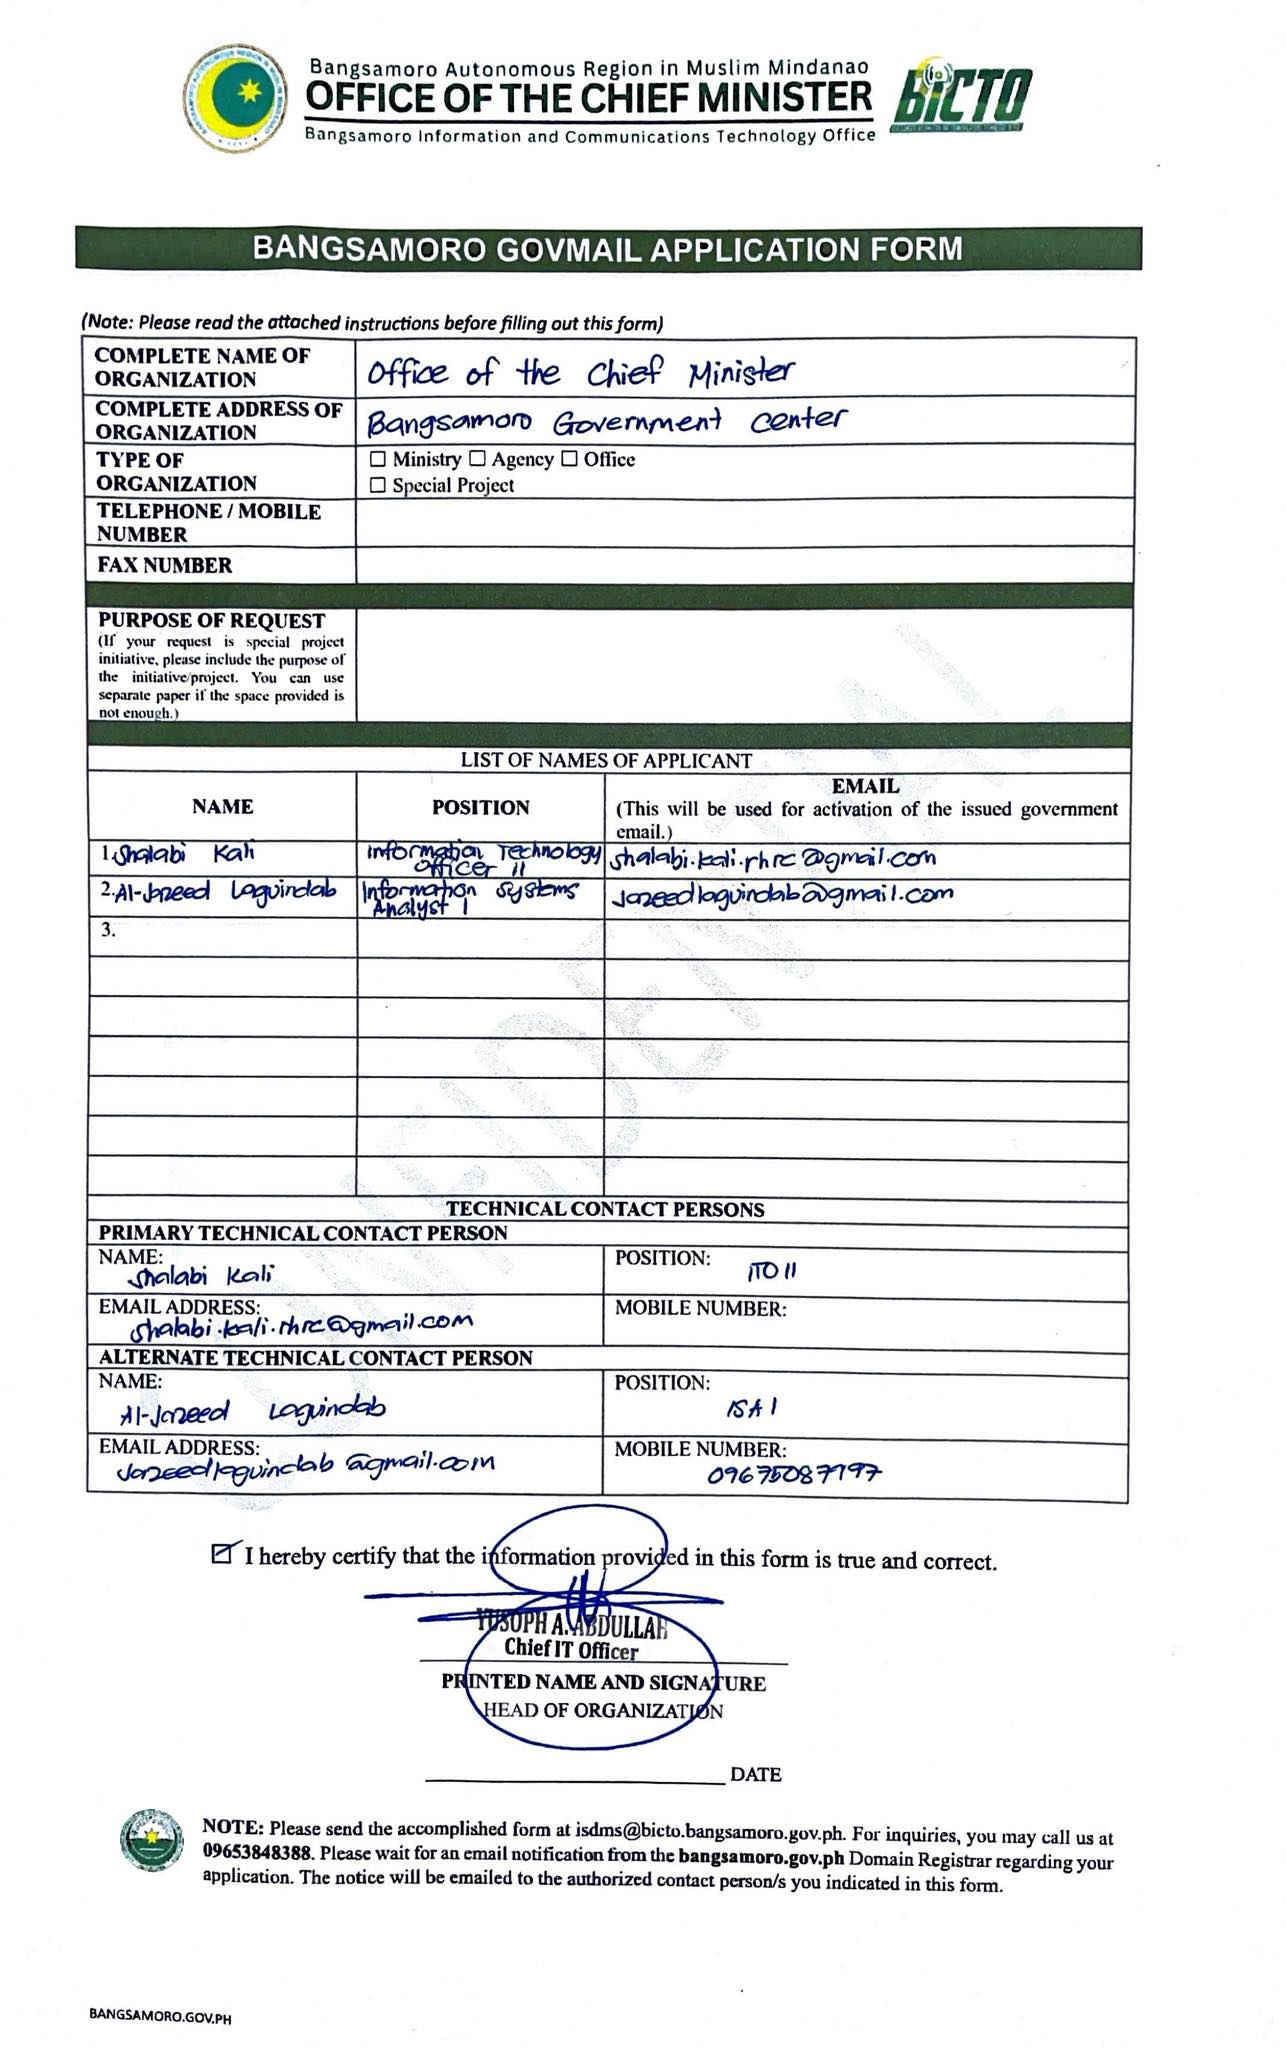 Bangsamoro Autonomous Region in Muslim Mindanao
OFFICE OF THE CHIEF MINISTER
Bangsamoro Information and Communications Technology Office
BICTO
BANGSAMORO GOVMAIL APPLICATION FORM
(Note: Please read the attached instructions before filling out this form)
COMPLETE NAME OF
ORGANIZATION
Office of the Chief Minister
COMPLETE ADDRESS OF
ORGANIZATION
Bangsamoro Government Center
TYPE OF
ORGANIZATION
☐ Ministry ☐ Agency ☐ Office
☐ Special Project
TELEPHONE / MOBILE
NUMBER
FAX NUMBER
PURPOSE OF REQUEST
(If your request is special project
initiative, please include the purpose of
the initiative/project. You can use
separate paper if the space provided is
not enough.)
LIST OF NAMES OF APPLICANT
NAME
POSITION
EMAIL
(This will be used for activation of the issued government
email.)
1. Shalabi Kali
Information Technology
Officer II
shalabi.kali.rhrc@gmail.com
2. Al-Jazeed Laguindab
Information Systems
Analyst I
Jazeedlaguindab@gmail.com
3.
CONFIDENTIAL
TECHNICAL CONTACT PERSONS
PRIMARY TECHNICAL CONTACT PERSON
NAME:
Shalabi Kali
POSITION:
ITO II
EMAIL ADDRESS:
shalabi.kali.rhrc@gmail.com
MOBILE NUMBER:
ALTERNATE TECHNICAL CONTACT PERSON
NAME:
Al-Jazeed Laguindab
POSITION:
ISA I
EMAIL ADDRESS:
Jazeedlaguindab@gmail.com
MOBILE NUMBER:
☑ I hereby certify that the information provided in this form is true and correct.
YUSOPH A. ABDULLAH
Chief IT Officer
PRINTED NAME AND SIGNATURE
HEAD OF ORGANIZATION
DATE
NOTE: Please send the accomplished form at isdms@bicto.bangsamoro.gov.ph. For inquiries, you may call us at
09653848388. Please wait for an email notification from the bangsamoro.gov.ph Domain Registrar regarding your
application. The notice will be emailed to the authorized contact person/s you indicated in this form.
BANGSAMORO.GOV.PH